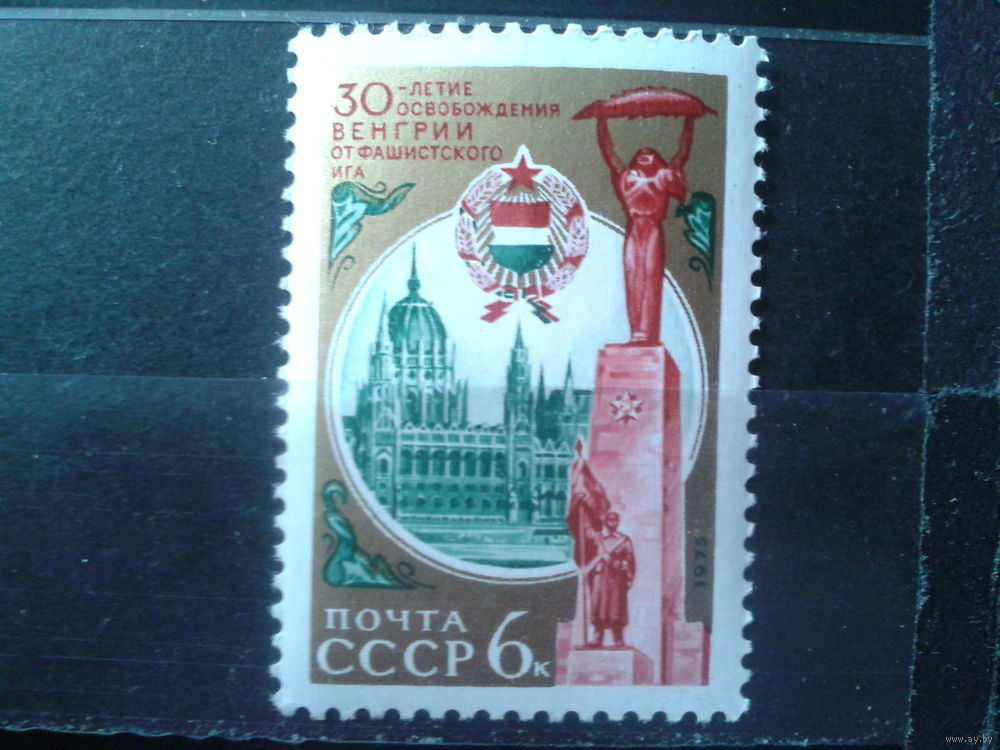 30-ЛЕТИЕ
ОСВОБОЖДЕНИЯ
ВЕНГРИИ
ОТ ФАШИСТСКОГО
ИГА
1975
ПОЧТА
СССР 6к
www.ay.by